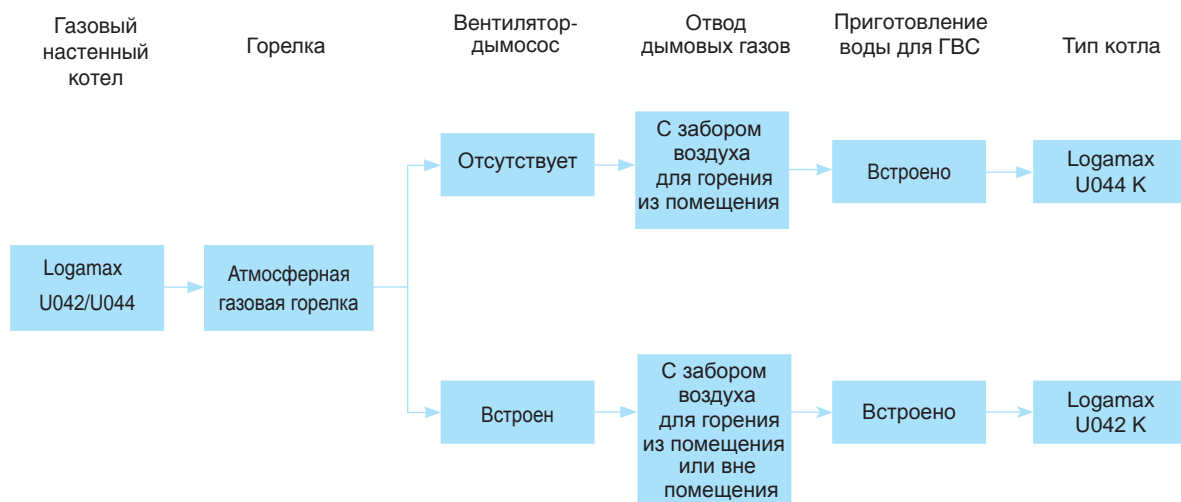 Газовый
настенный
котел
Горелка
Вентилятор-
дымосос
Отвод
дымовых газов
Приготовление
воды для ГВС
Тип котла
Отсутствует
С забором
воздуха
для горения
из помещения
Встроено
Logamax
U044 K
Logamax
U042/U044
Атмосферная
газовая горелка
Встроен
С забором
воздуха
для горения
из помещения
или вне
помещения
Встроено
Logamax
U042 K